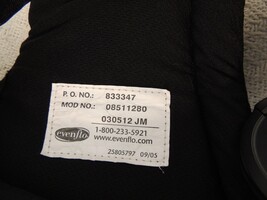 P. O. NO.: 833347
MOD NO.: 08511280
030512 JM
evenflo 1-800-233-5921
www.evenflo.com
25805797 09/05